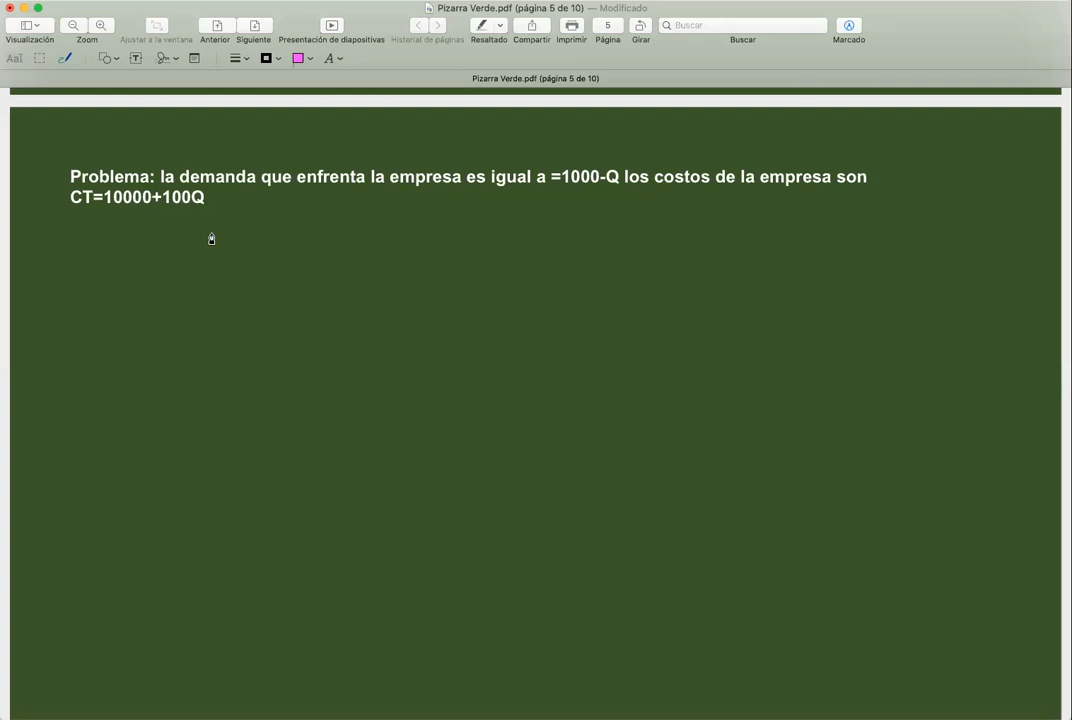 Pizarra Verde.pdf (página 5 de 10) — Modificado
5
Buscar
Visualización Zoom Ajustar a la ventana Anterior Siguiente Presentación de diapositivas Historial de páginas Resaltado Compartir Imprimir Página Girar Buscar Marcado
AaI T A
Pizarra Verde.pdf (página 5 de 10)
Problema: la demanda que enfrenta la empresa es igual a =1000-Q los costos de la empresa son
CT=10000+100Q